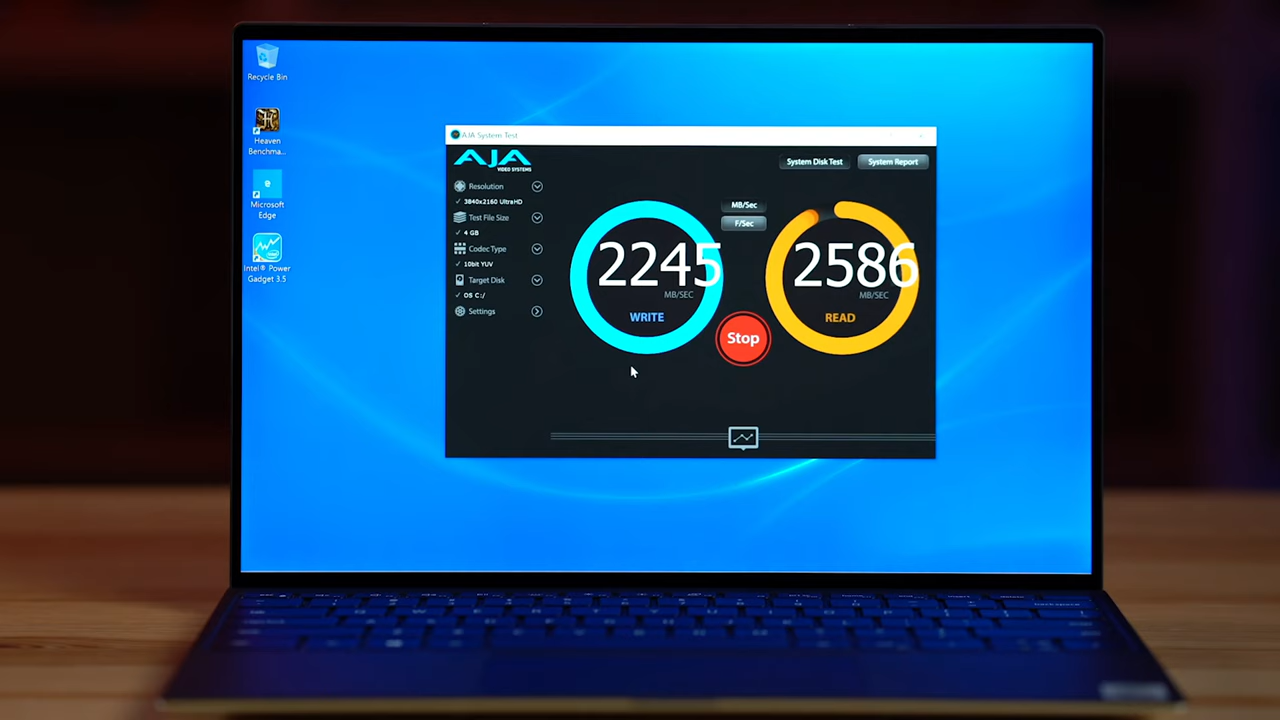 Recycle Bin
Heaven
Benchma...
Microsoft
Edge
Intel® Power
Gadget 3.5
AJA System Test
AJA
VIDEO SYSTEMS
System Disk Test
System Report
Resolution
3840x2160 UltraHD
Test File Size
4 GB
Codec Type
10bit YUV
Target Disk
OS C:/
Settings
MB/Sec
F/Sec
2245
MB/SEC
WRITE
2586
MB/SEC
READ
Stop
backspace